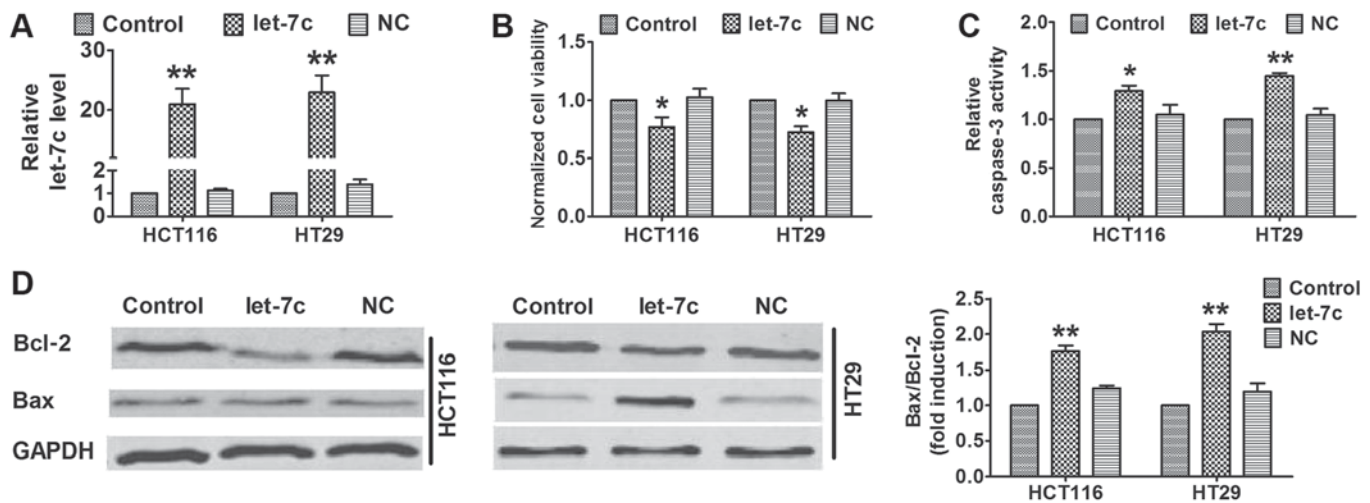 A
Control let-7c NC
Relative
let-7c level
30
20
2
1
0
**
**
HCT116 HT29
B
Control let-7c NC
Normalized cell viability
1.5
1.0
0.5
0.0
*
*
HCT116 HT29
C
Control let-7c NC
Relative
caspase-3 activity
2.0
1.5
1.0
0.5
0.0
*
**
HCT116 HT29
D
Control let-7c NC
Bcl-2
Bax
GAPDH
HCT116
Control let-7c NC
HT29
Control
let-7c
NC
Bax/Bcl-2
(fold induction)
2.5
2.0
1.5
1.0
0.5
0.0
**
**
HCT116 HT29